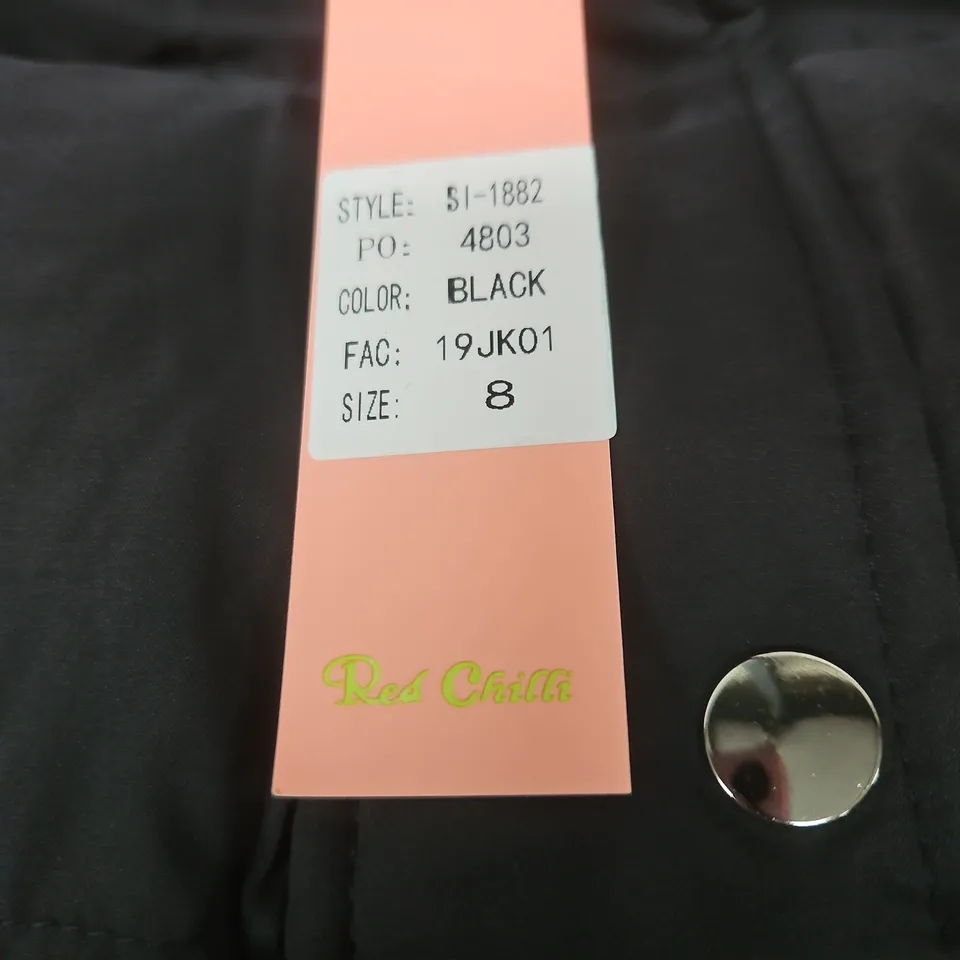 STYLE: SI-1882
PO: 4803
COLOR: BLACK
FAC: 19JK01
SIZE: 8
Red Chilli